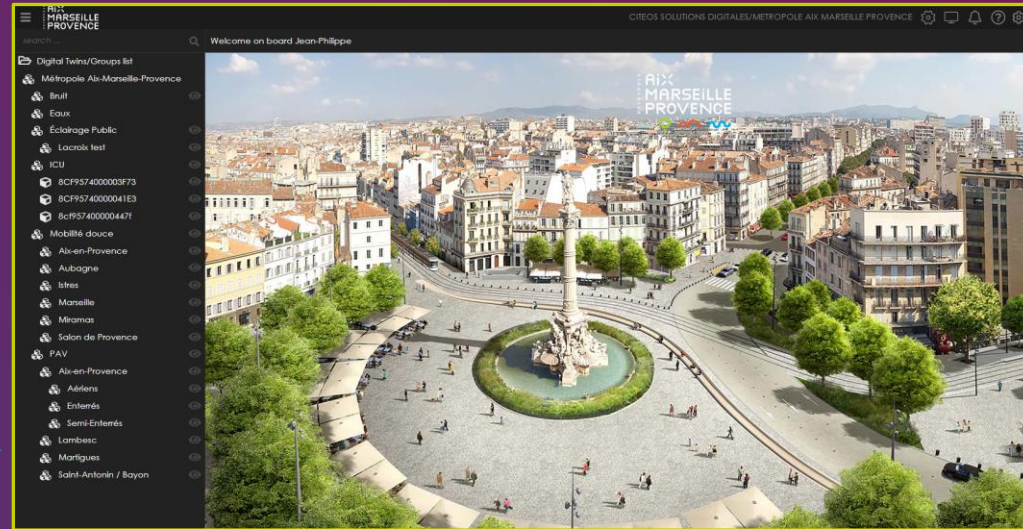 AiX
MARSEILLE
PROVENCE
CITEOS SOLUTIONS DIGITALES/METROPOLE AIX MARSEILLE PROVENCE
search ...
Welcome on board Jean-Philippe
Digital Twins/Groups list
Métropole Aix-Marseille-Provence
Bruit
Eaux
Éclairage Public
Lacroix test
ICU
8CF9574000003F73
8CF95740000041E3
8cf957400000447f
Mobilité douce
Aix-en-Provence
Aubagne
Istres
Marseille
Miramas
Salon de Provence
PAV
Aix-en-Provence
Aériens
Enterrés
Semi-Enterrés
Lambesc
Martigues
Saint-Antonin / Bayon
AiX
MARSEILLE
PROVENCE